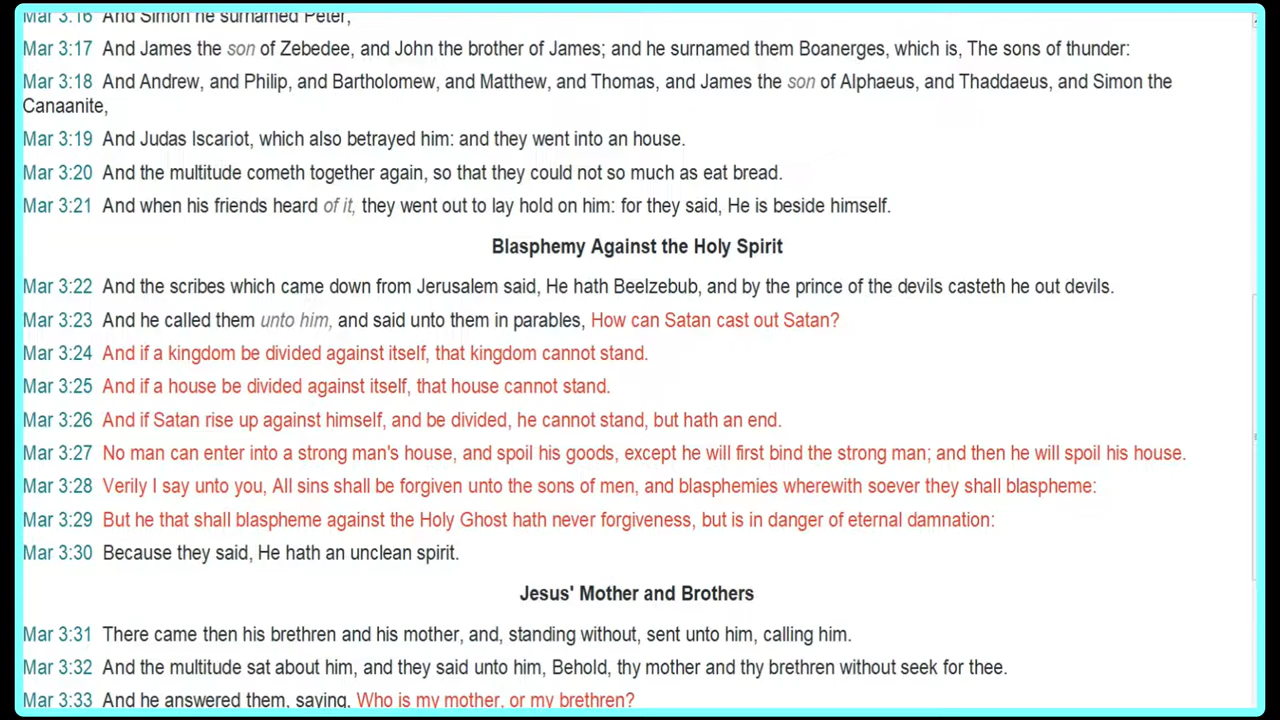 Mar 3:16 And Simon he surnamed Peter;
Mar 3:17 And James the son of Zebedee, and John the brother of James; and he surnamed them Boanerges, which is, The sons of thunder:
Mar 3:18 And Andrew, and Philip, and Bartholomew, and Matthew, and Thomas, and James the son of Alphaeus, and Thaddaeus, and Simon the
Canaanite,
Mar 3:19 And Judas Iscariot, which also betrayed him: and they went into an house.
Mar 3:20 And the multitude cometh together again, so that they could not so much as eat bread.
Mar 3:21 And when his friends heard of it, they went out to lay hold on him: for they said, He is beside himself.
Blasphemy Against the Holy Spirit
Mar 3:22 And the scribes which came down from Jerusalem said, He hath Beelzebub, and by the prince of the devils casteth he out devils.
Mar 3:23 And he called them unto him, and said unto them in parables, How can Satan cast out Satan?
Mar 3:24 And if a kingdom be divided against itself, that kingdom cannot stand.
Mar 3:25 And if a house be divided against itself, that house cannot stand.
Mar 3:26 And if Satan rise up against himself, and be divided, he cannot stand, but hath an end.
Mar 3:27 No man can enter into a strong man's house, and spoil his goods, except he will first bind the strong man; and then he will spoil his house.
Mar 3:28 Verily I say unto you, All sins shall be forgiven unto the sons of men, and blasphemies wherewith soever they shall blaspheme:
Mar 3:29 But he that shall blaspheme against the Holy Ghost hath never forgiveness, but is in danger of eternal damnation:
Mar 3:30 Because they said, He hath an unclean spirit.
Jesus' Mother and Brothers
Mar 3:31 There came then his brethren and his mother, and, standing without, sent unto him, calling him.
Mar 3:32 And the multitude sat about him, and they said unto him, Behold, thy mother and thy brethren without seek for thee.
Mar 3:33 And he answered them, saying, Who is my mother, or my brethren?